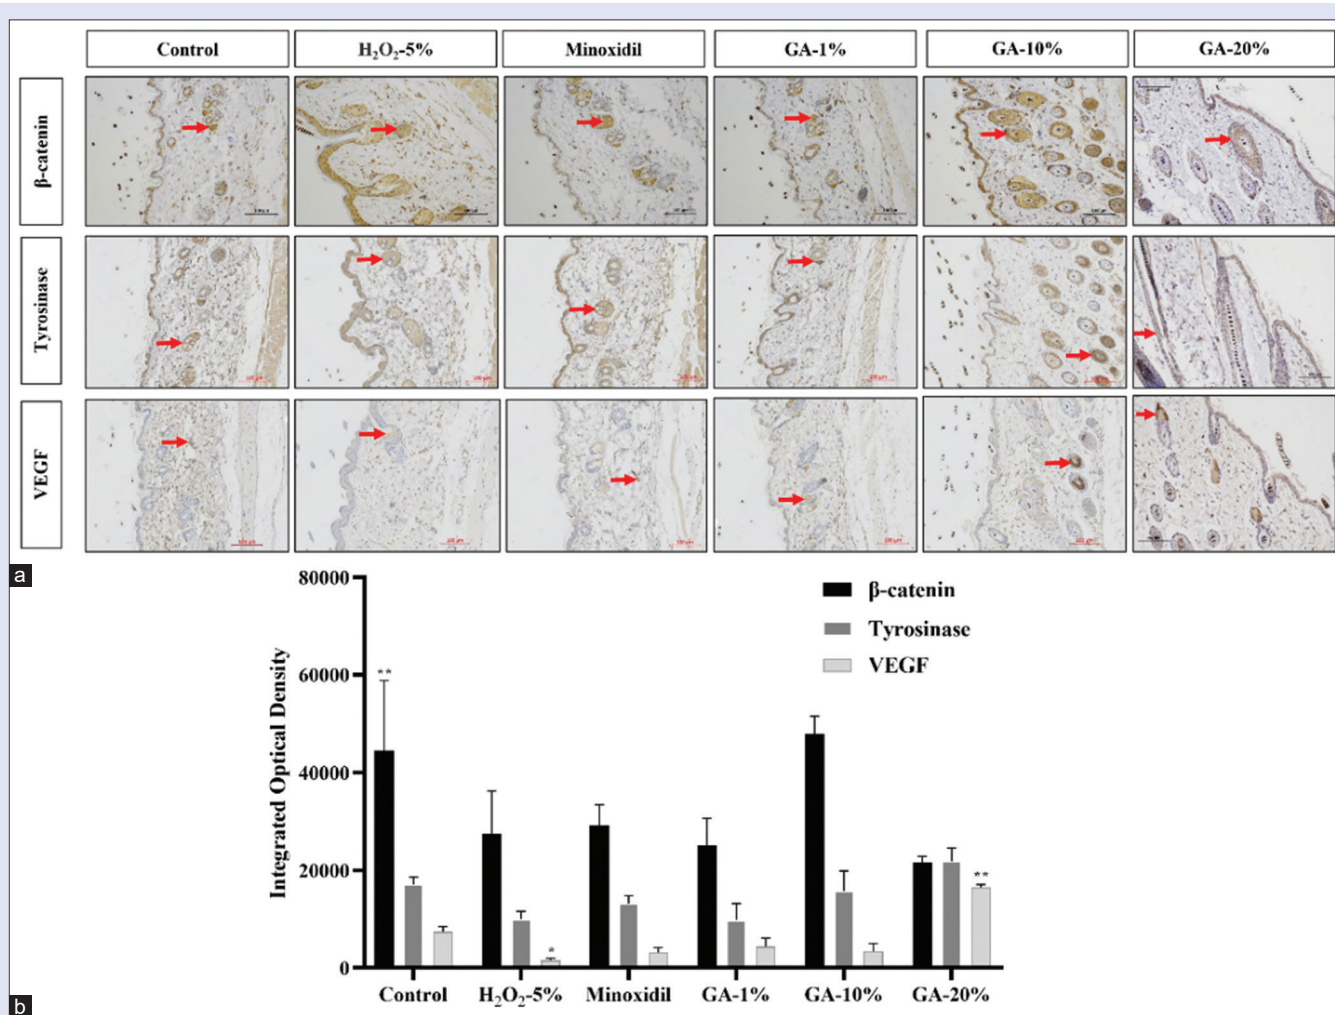 Control H₂O₂-5% Minoxidil GA-1% GA-10% GA-20%
β-catenin
Tyrosinase
VEGF
a
80000
60000
40000
20000
0
Integrated Optical Density
β-catenin
Tyrosinase
VEGF
**
*
**
Control H₂O₂-5% Minoxidil GA-1% GA-10% GA-20%
b